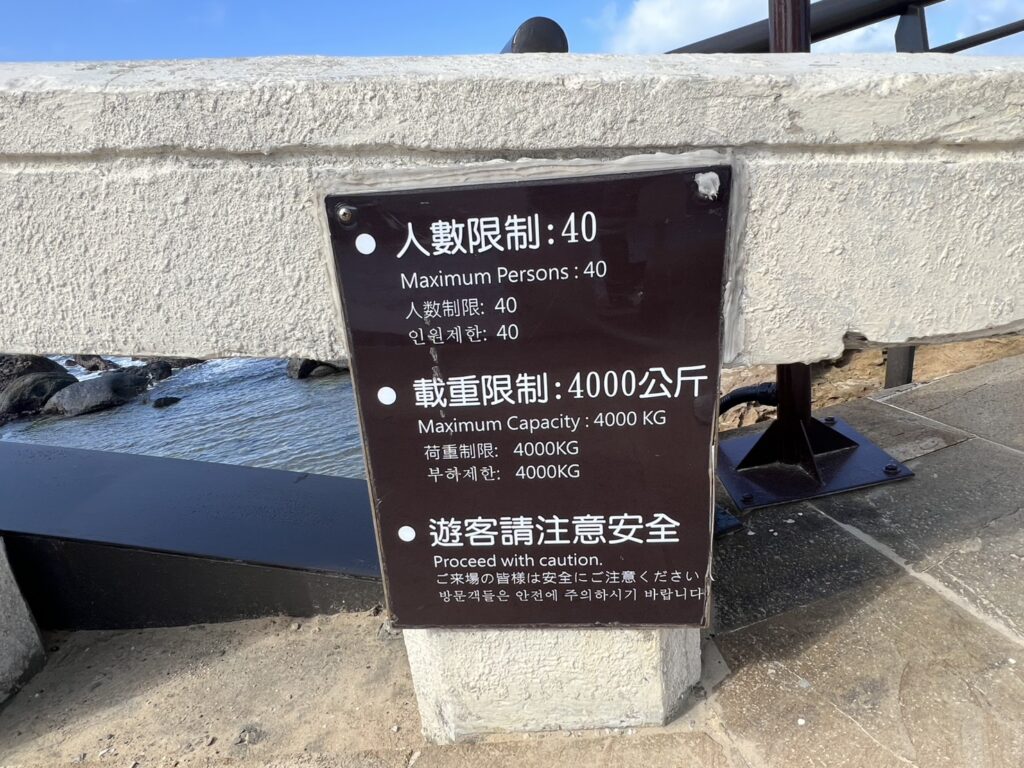 ● 人數限制:40
Maximum Persons : 40
人数制限: 40
인원제한: 40
● 載重限制:4000公斤
Maximum Capacity : 4000 KG
荷重制限: 4000KG
부하제한: 4000KG
● 遊客請注意安全
Proceed with caution.
ご来場の皆様は安全にご注意ください
방문객들은 안전에 주의하시기 바랍니다